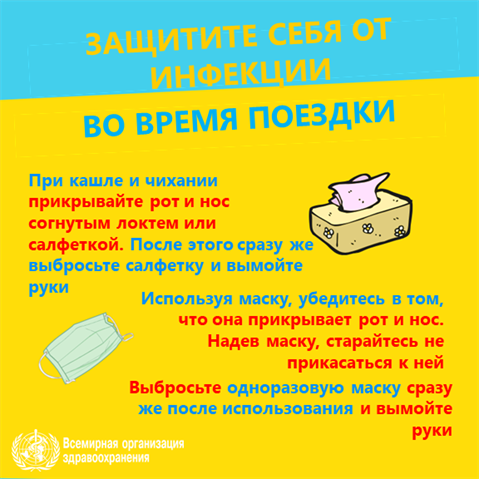 ЗАЩИТИТЕ СЕБЯ ОТ
ИНФЕКЦИИ
ВО ВРЕМЯ ПОЕЗДКИ
При кашле и чихании
прикрывайте рот и нос
согнутым локтем или
салфеткой. После этого сразу же
выбросьте салфетку и вымойте
руки
Используя маску, убедитесь в том,
что она прикрывает рот и нос.
Надев маску, старайтесь не
прикасаться к ней
Выбросьте одноразовую маску сразу
же после использования и вымойте
руки
Всемирная организация
здравоохранения